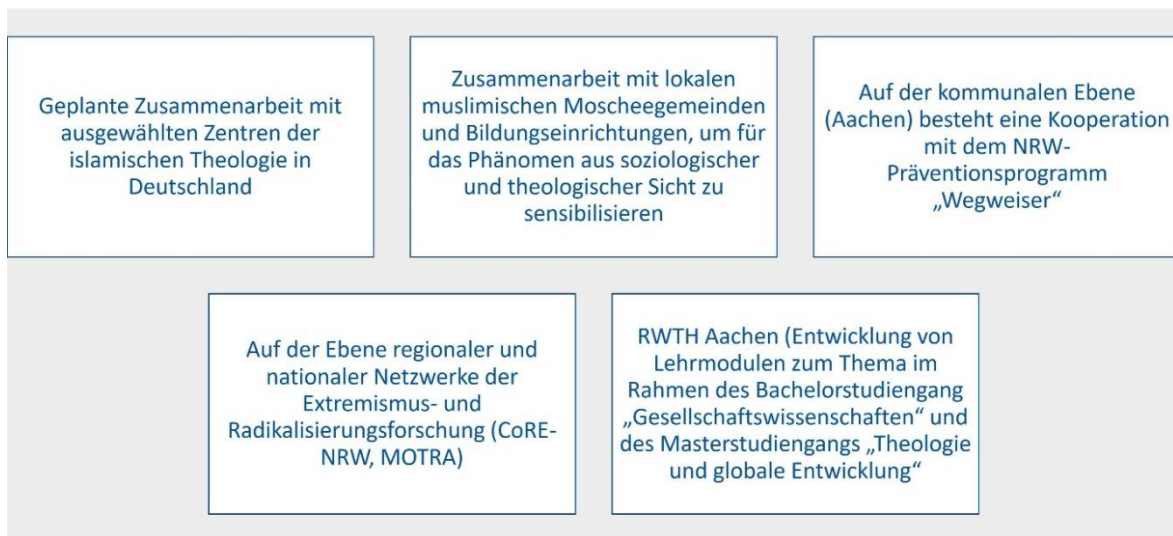 Geplante Zusammenarbeit mit
ausgewählten Zentren der
islamischen Theologie in
Deutschland
Zusammenarbeit mit lokalen
muslimischen Moscheegemeinden
und Bildungseinrichtungen, um für
das Phänomen aus soziologischer
und theologischer Sicht zu
sensibilisieren
Auf der kommunalen Ebene
(Aachen) besteht eine Kooperation
mit dem NRW-
Präventionsprogramm
„Wegweiser“
Auf der Ebene regionaler und
nationaler Netzwerke der
Extremismus- und
Radikalisierungsforschung (CoRE-
NRW, MOTRA)
RWTH Aachen (Entwicklung von
Lehrmodulen zum Thema im
Rahmen des Bachelorstudiengang
„Gesellschaftswissenschaften“ und
des Masterstudiengangs „Theologie
und globale Entwicklung“